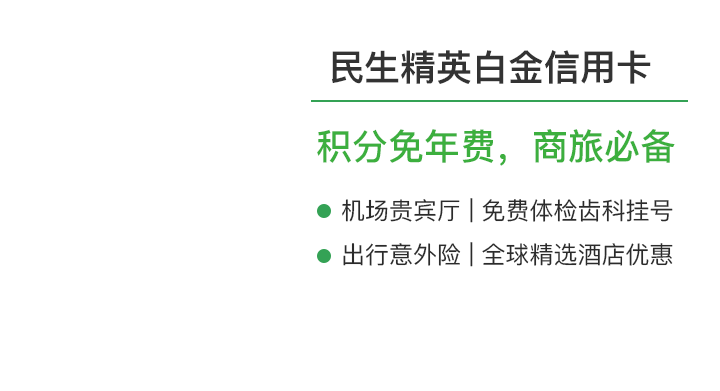 民生精英白金信用卡
积分免年费，商旅必备
机场贵宾厅 | 免费体检齿科挂号
出行意外险 | 全球精选酒店优惠